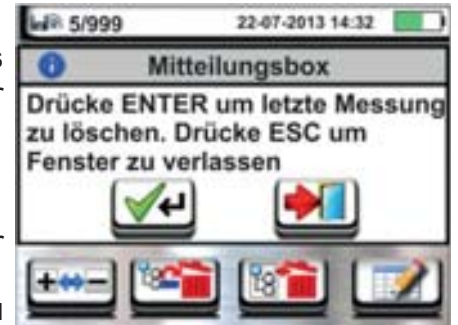 5/999 22-07-2013 14:32
Mitteilungsbox
Drücke ENTER um letzte Messung
zu löschen. Drücke ESC um
Fenster zu verlassen